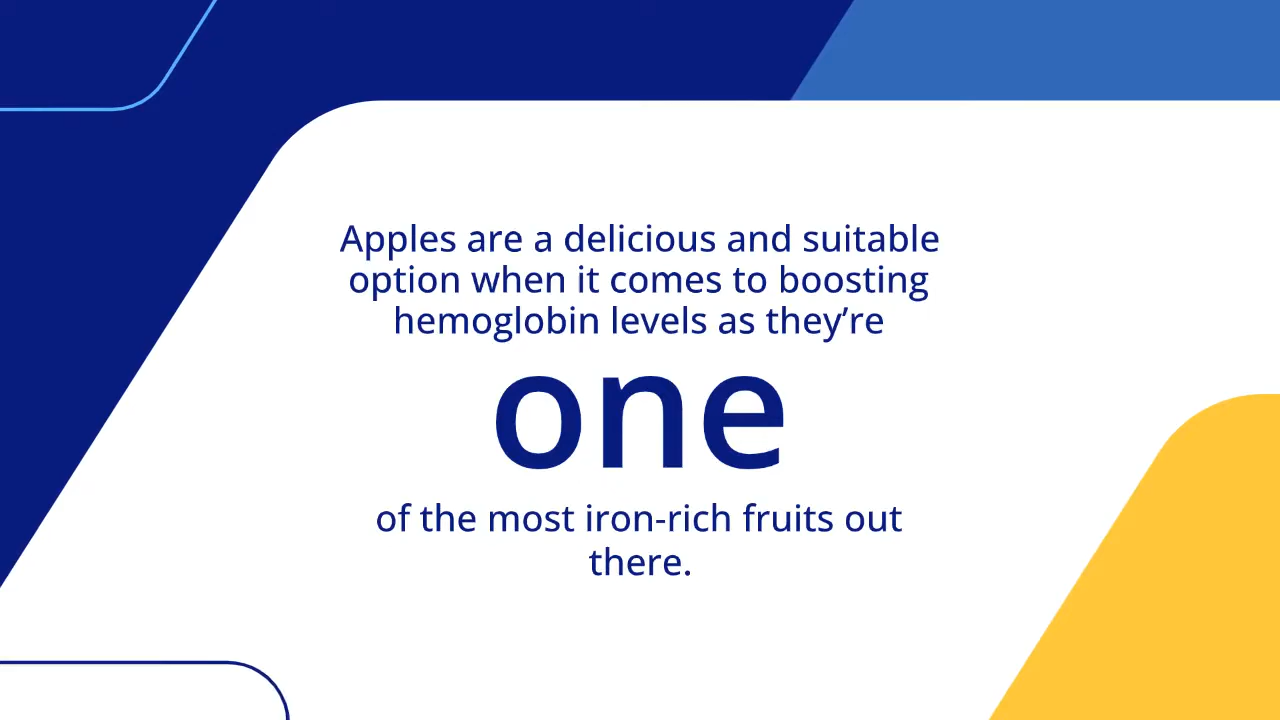 Apples are a delicious and suitable
option when it comes to boosting
hemoglobin levels as they’re
one
of the most iron-rich fruits out
there.